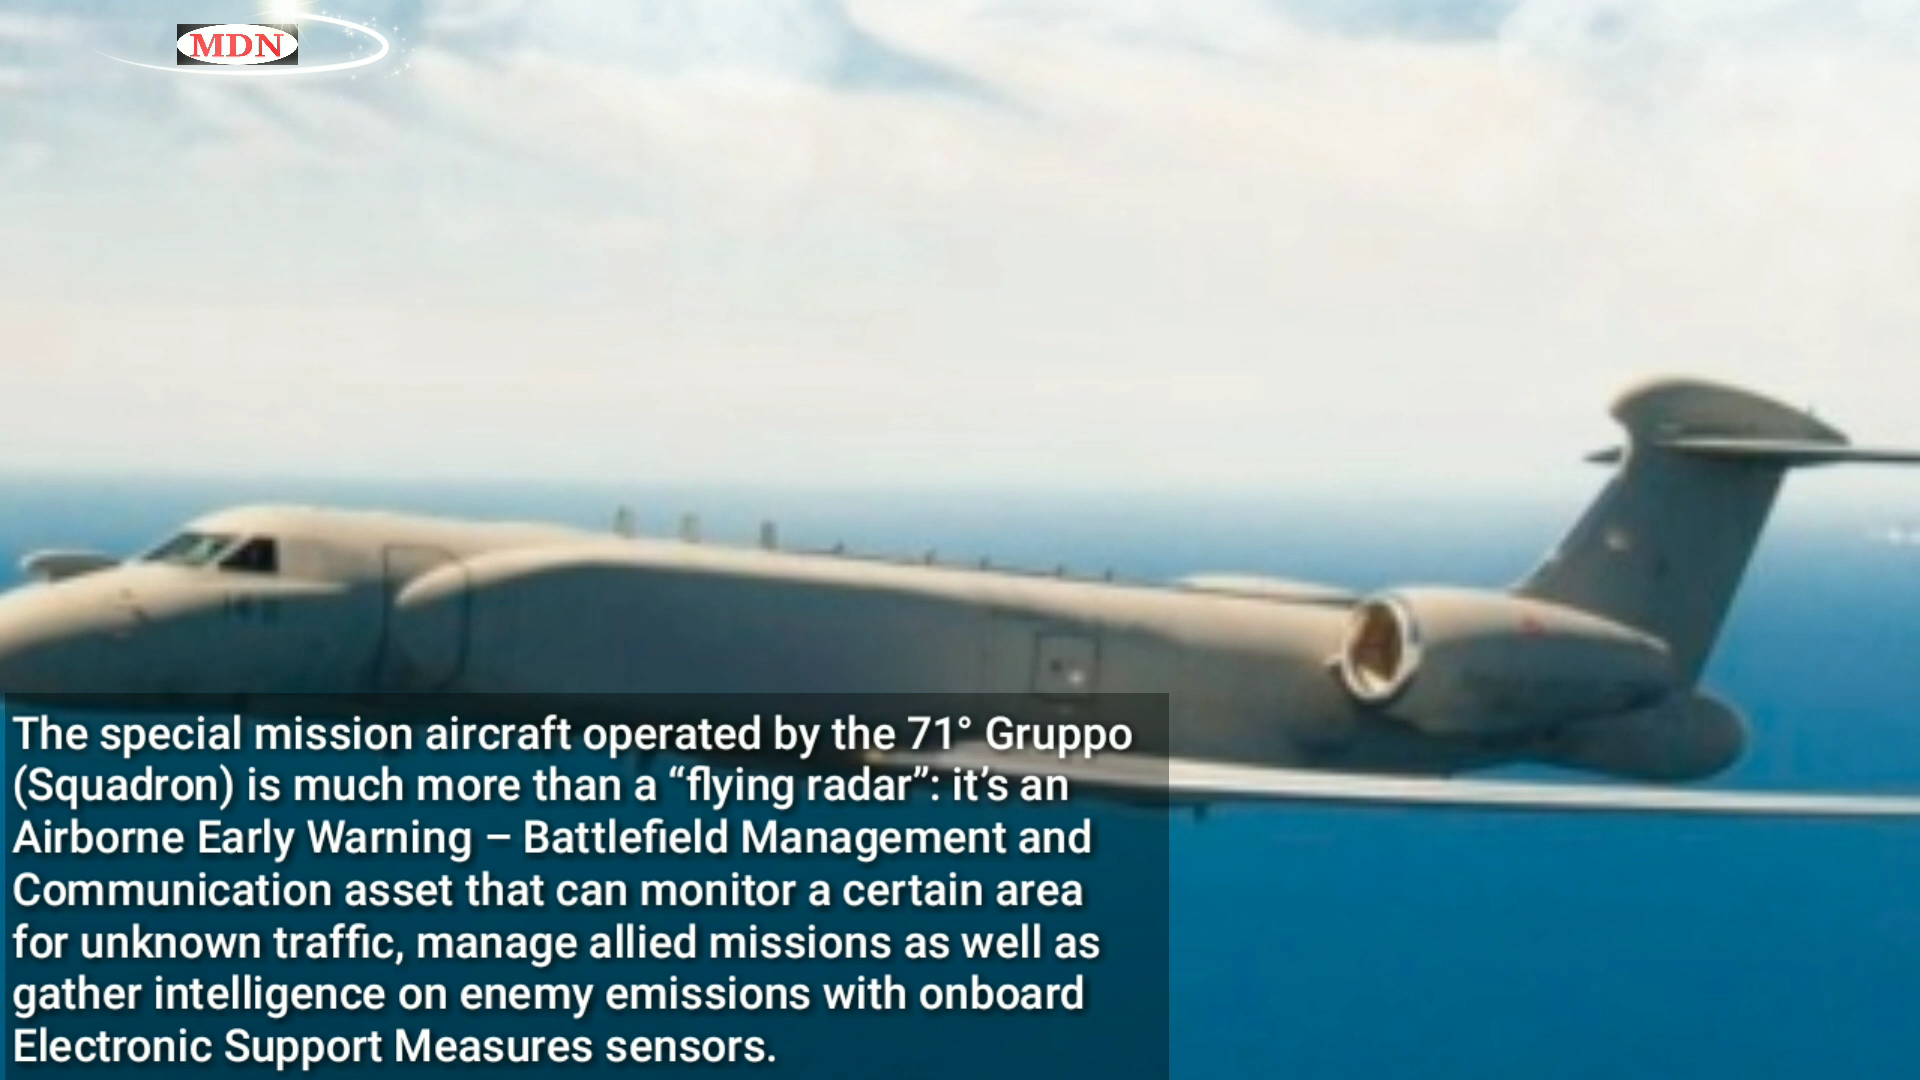 MDN
The special mission aircraft operated by the 71° Gruppo
(Squadron) is much more than a “flying radar”: it’s an
Airborne Early Warning – Battlefield Management and
Communication asset that can monitor a certain area
for unknown traffic, manage allied missions as well as
gather intelligence on enemy emissions with onboard
Electronic Support Measures sensors.